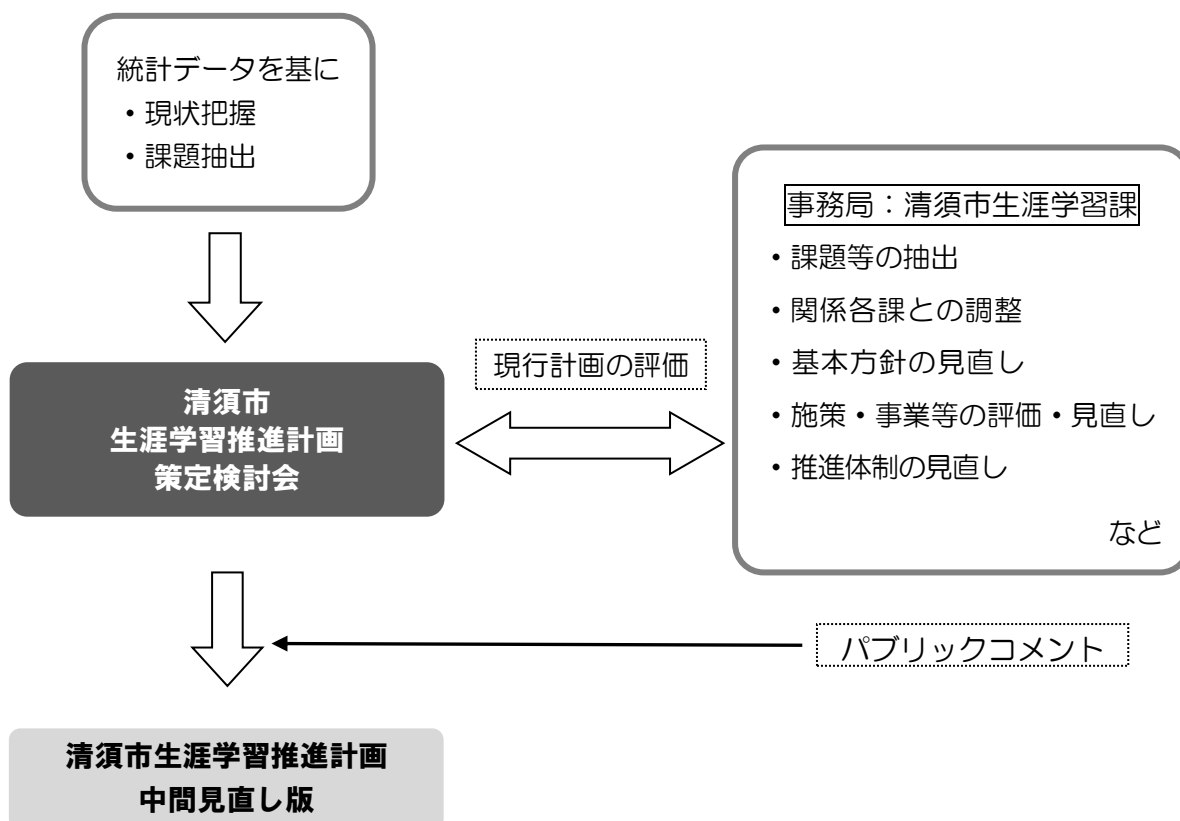 統計データを基に
・現状把握
・課題抽出
事務局：清須市生涯学習課
・課題等の抽出
・関係各課との調整
・基本方針の見直し
・施策・事業等の評価・見直し
・推進体制の見直し
など
現行計画の評価
清須市
生涯学習推進計画
策定検討会
パブリックコメント
清須市生涯学習推進計画
中間見直し版